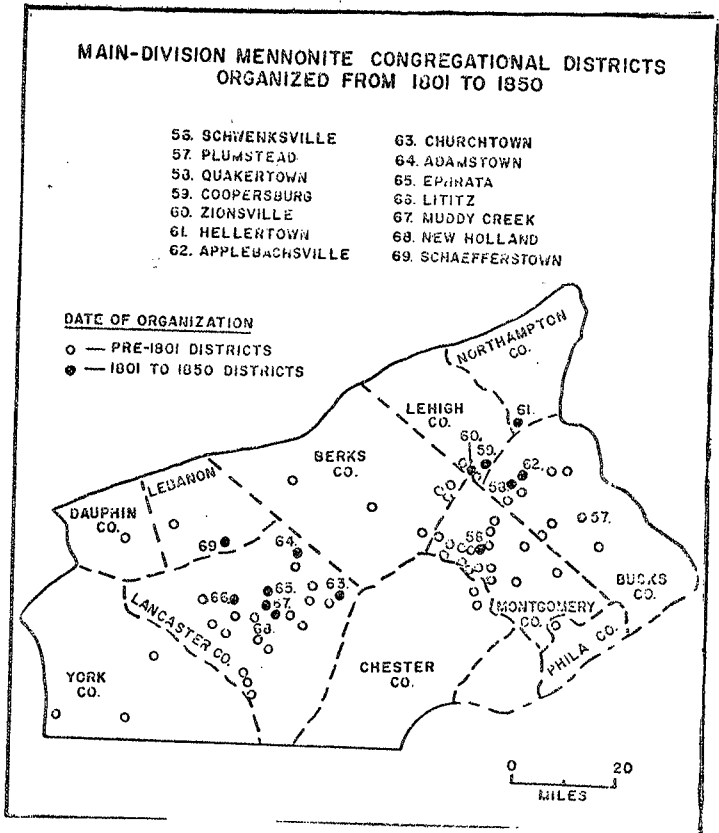 MAIN-DIVISION MENNONITE CONGREGATIONAL DISTRICTS
ORGANIZED FROM 1801 TO 1850
56. SCHWENKSVILLE
57. PLUMSTEAD
58. QUAKERTOWN
59. COOPERSBURG
60. ZIONSVILLE
61. HELLERTOWN
62. APPLEBACHSVILLE
63. CHURCHTOWN
64. ADAMSTOWN
65. EPHRATA
66. LITITZ
67. MUDDY CREEK
68. NEW HOLLAND
69. SCHAEFFERSTOWN
DATE OF ORGANIZATION
O — PRE-1801 DISTRICTS
● — 1801 TO 1850 DISTRICTS
NORTHAMPTON
CO.
LEHIGH
CO.
61.
60.
59.
BERKS
CO.
62.
58.
LEBANON
DAUPHIN
CO.
57.
69
64.
56
65.
63.
66.
67.
68.
BUCKS
CO.
MONTGOMERY
CO.
LANCASTER CO.
PHILA CO.
CHESTER
CO.
YORK
CO.
0 20
MILES